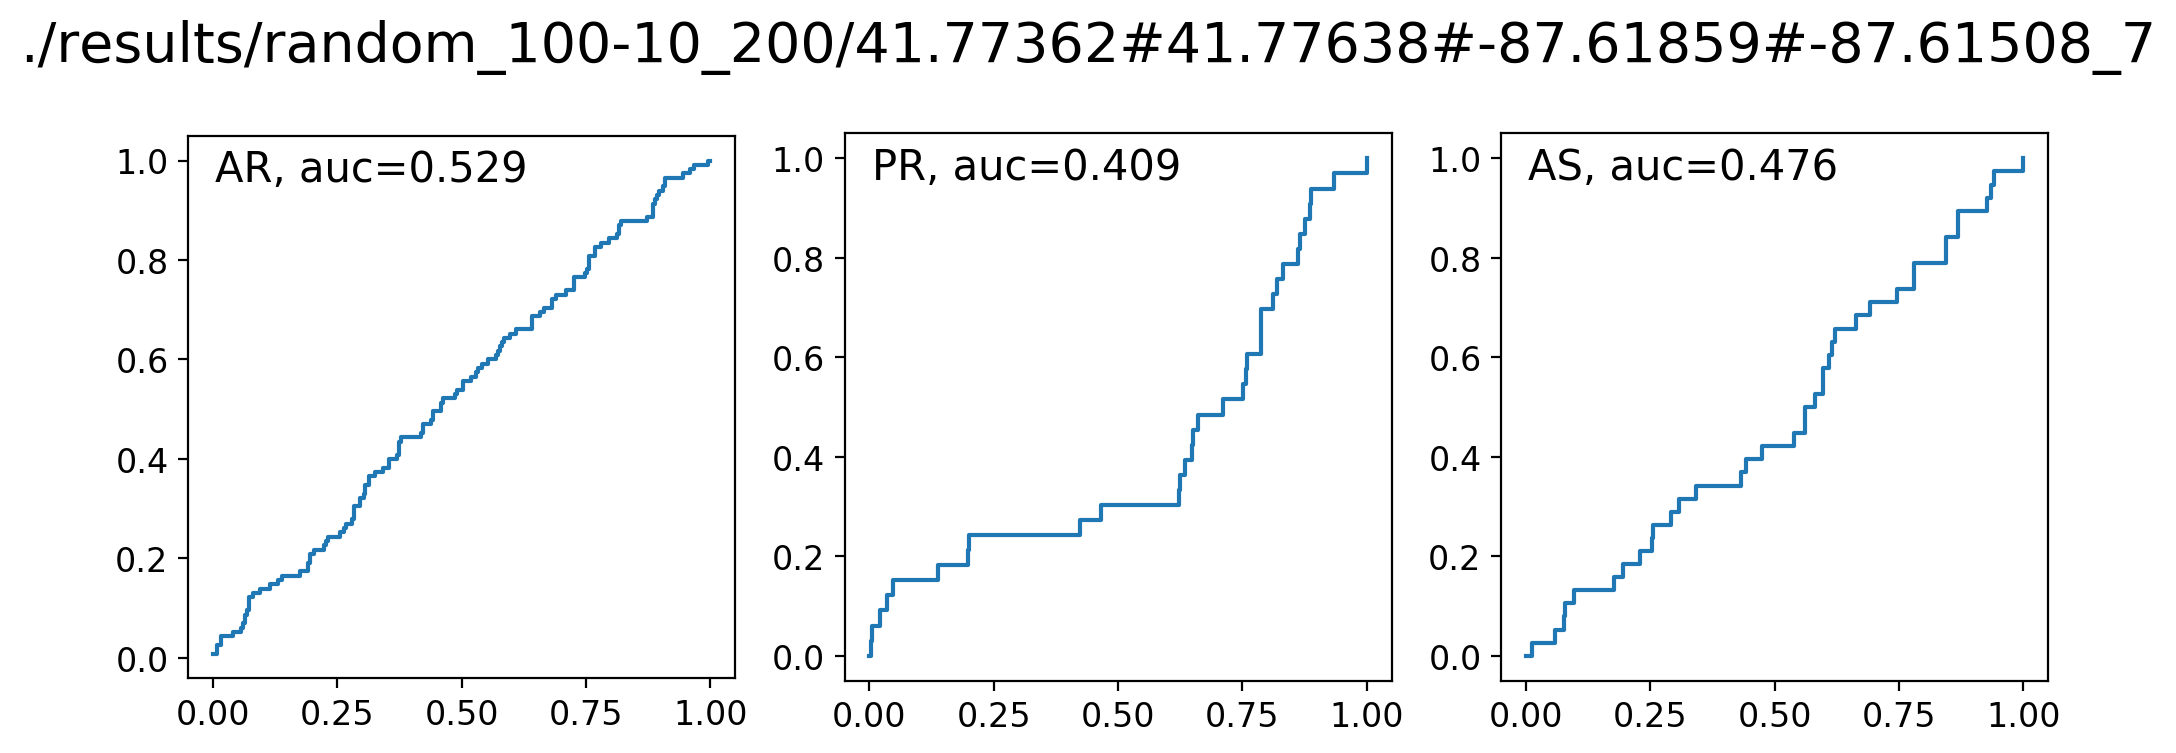 ./results/random_100-10_200/41.77362#41.77638#-87.61859#-87.61508_7
AR, auc=0.529
1.0
0.8
0.6
0.4
0.2
0.0
0.00 0.25 0.50 0.75 1.00
PR, auc=0.409
1.0
0.8
0.6
0.4
0.2
0.0
0.00 0.25 0.50 0.75 1.00
AS, auc=0.476
1.0
0.8
0.6
0.4
0.2
0.0
0.00 0.25 0.50 0.75 1.00